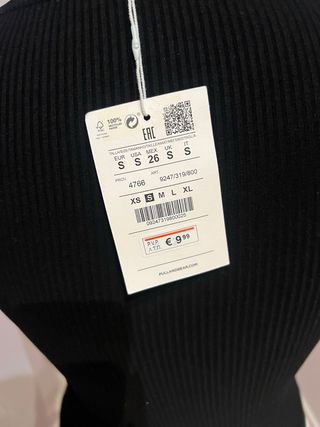 100%
EAC
EUR USA MEX UK IT
S S 26 S S
PROV. ART.
4766 9247/319/800
XS S M L XL
09247319800025
P.V.P. € 9,99
PULLANDBEAR.COM